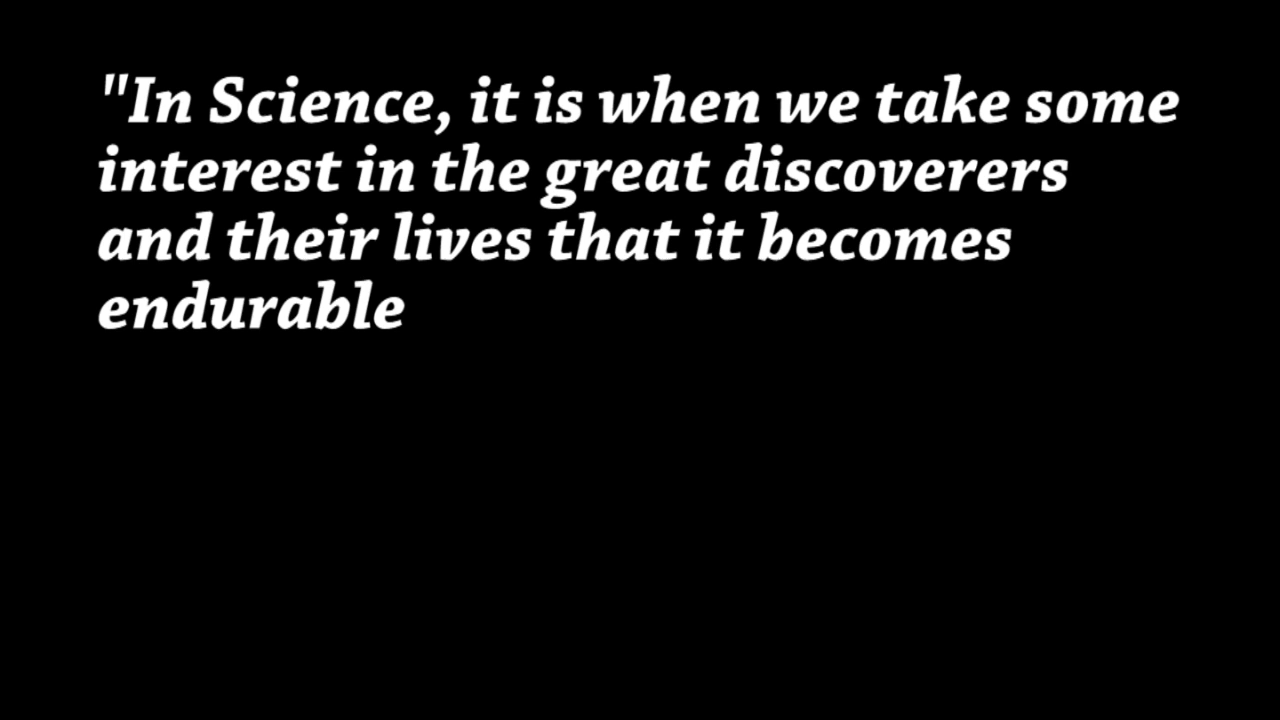 "In Science, it is when we take some
interest in the great discoverers
and their lives that it becomes
endurable